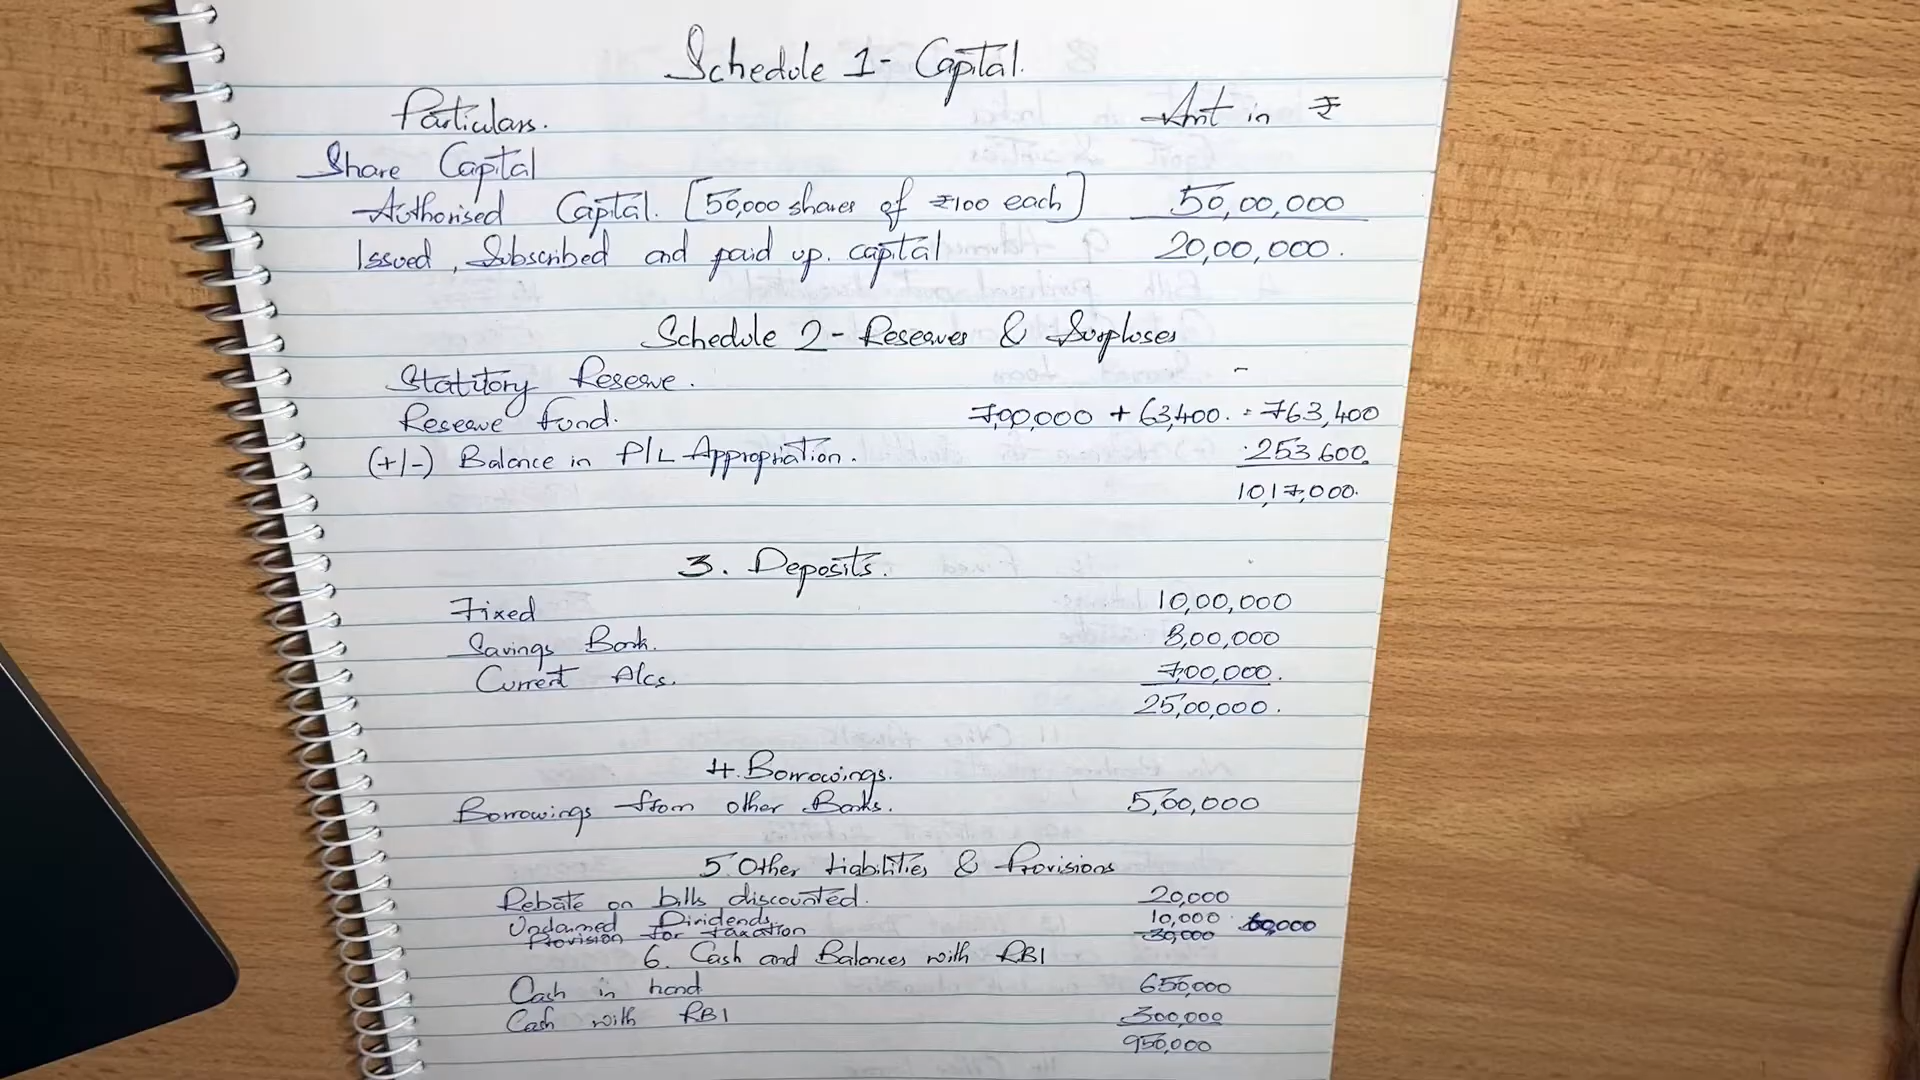 Schedule 1- Capital.
Particulars. Amt in ₹
Share Capital
Authorised Capital. [50,000 shares of ₹100 each] 50,00,000
Issued, Subscribed and paid up. capital 20,00,000.
Schedule 2- Reserves & Surpluses
Statutory Reserve. -
Reserve fund. 7,00,000 + 63,400. = 763,400
(+/-) Balance in P/L Appropriation. 253,600.
10,17,000.
3. Deposits.
Fixed 10,00,000
Savings Bank. 8,00,000
Current A/cs. 7,00,000.
25,00,000.
4. Borrowings.
Borrowings from other Banks. 5,00,000
5. Other Liabilities & Provisions
Rebate on bills discounted. 20,000
Unclaimed Dividends 10,000 60,000
Provision for taxation 30,000
6. Cash and Balances with RBI
Cash in hand 650,000
Cash with RBI 300,000
950,000